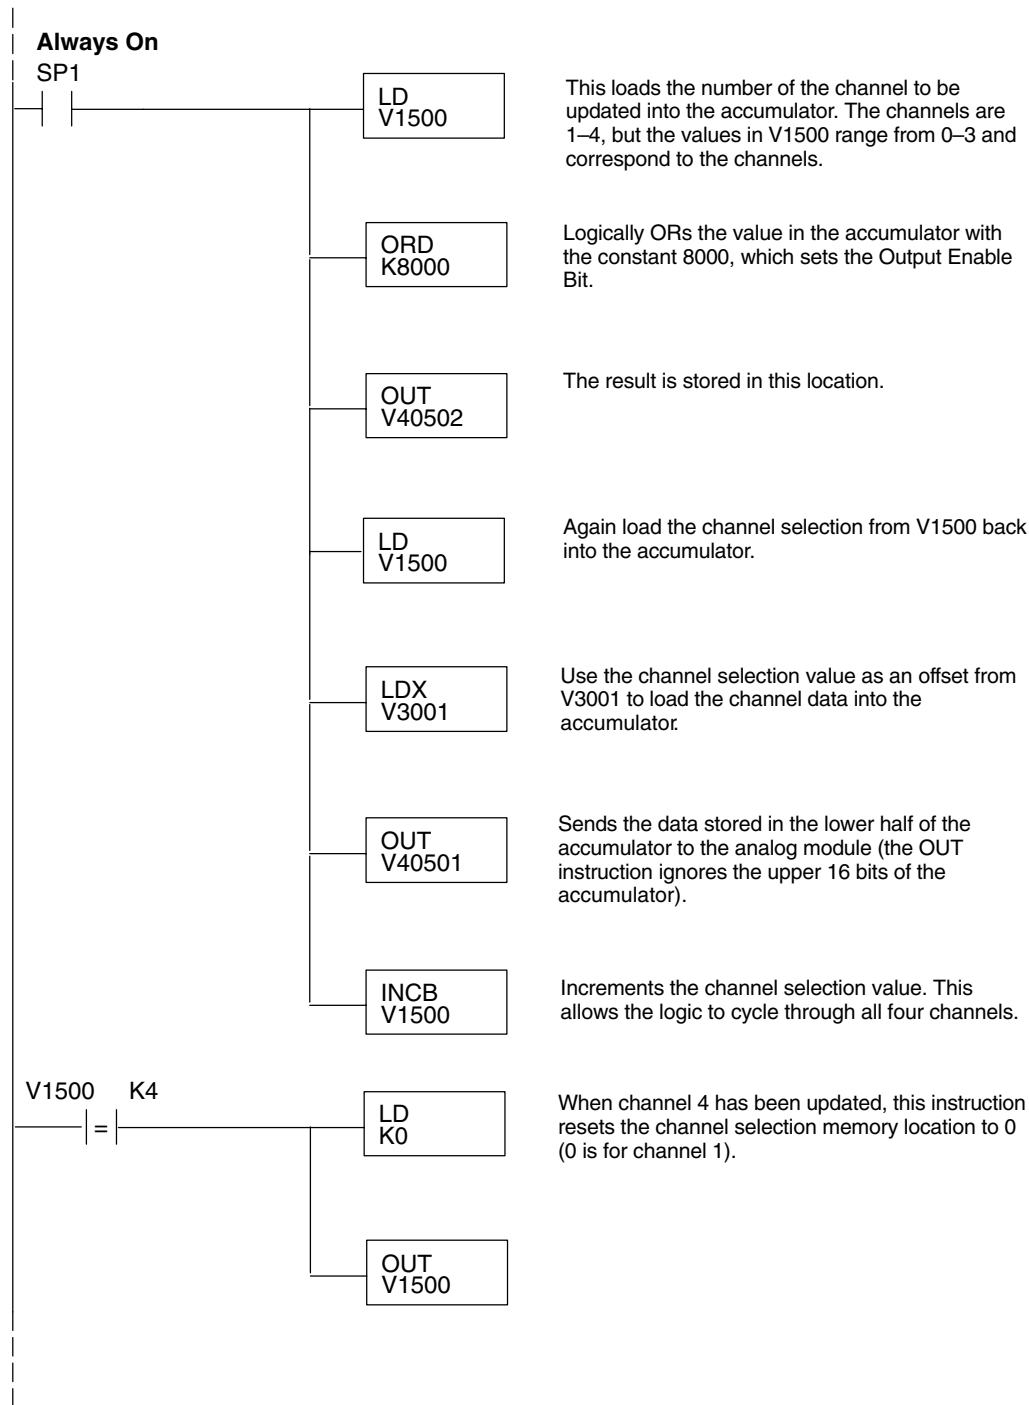 Always On
SP1
LD
V1500
This loads the number of the channel to be
updated into the accumulator. The channels are
1–4, but the values in V1500 range from 0–3 and
correspond to the channels.
ORD
K8000
Logically ORs the value in the accumulator with
the constant 8000, which sets the Output Enable
Bit.
OUT
V40502
The result is stored in this location.
LD
V1500
Again load the channel selection from V1500 back
into the accumulator.
LDX
V3001
Use the channel selection value as an offset from
V3001 to load the channel data into the
accumulator.
OUT
V40501
Sends the data stored in the lower half of the
accumulator to the analog module (the OUT
instruction ignores the upper 16 bits of the
accumulator).
INCB
V1500
Increments the channel selection value. This
allows the logic to cycle through all four channels.
V1500 K4
=
LD
K0
When channel 4 has been updated, this instruction
resets the channel selection memory location to 0
(0 is for channel 1).
OUT
V1500